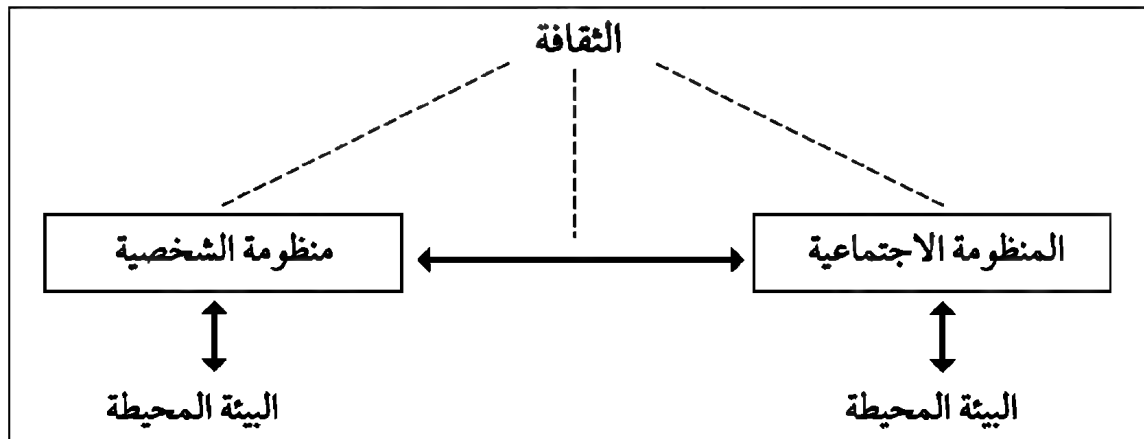 الثقافة
المنظومة الاجتماعية
منظومة الشخصية
البيئة المحيطة
البيئة المحيطة